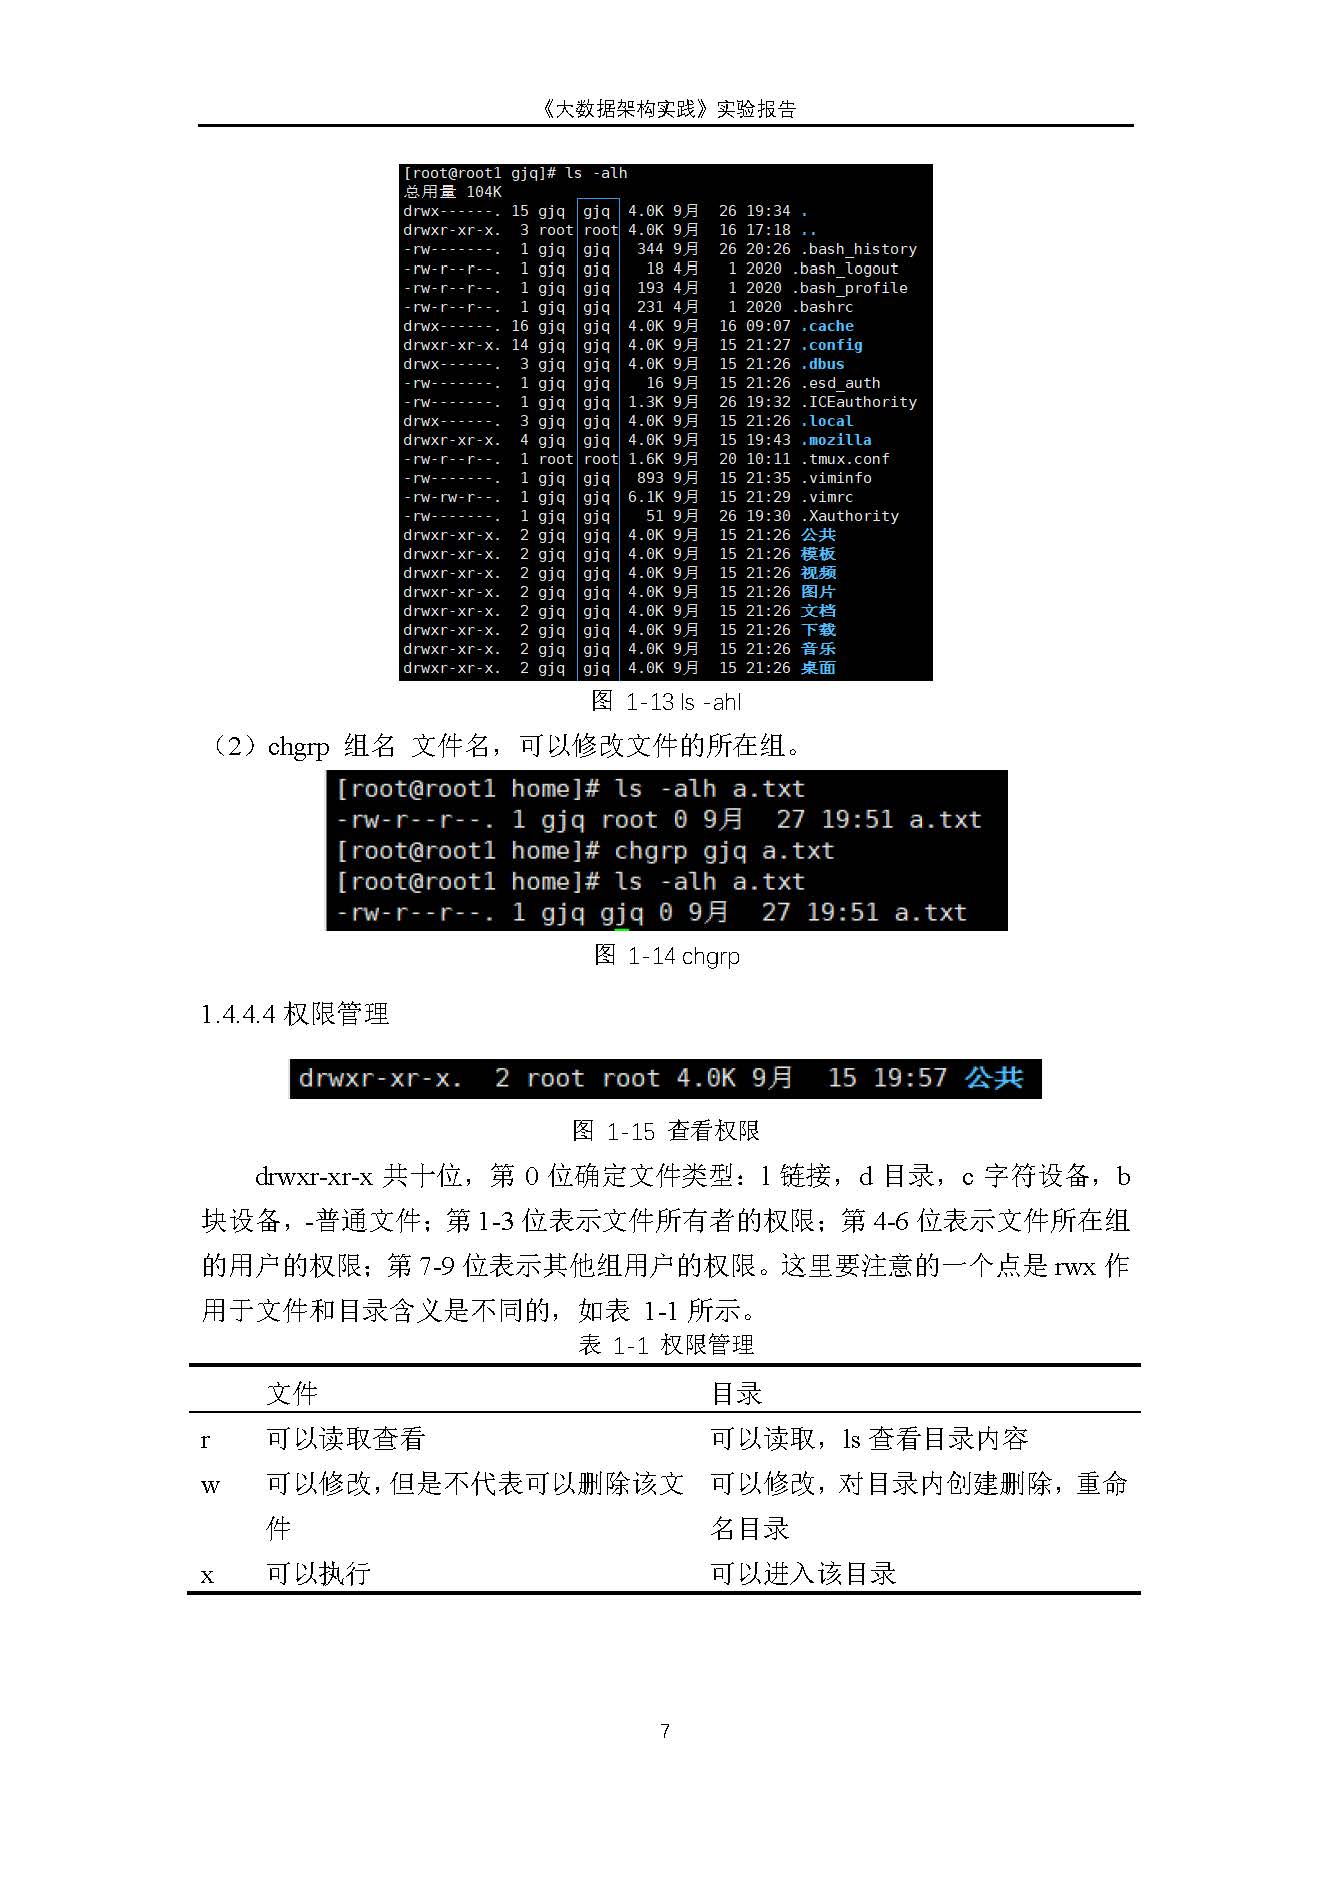 《大数据架构实践》实验报告
[root@root1 gjq]# ls -alh
总用量 104K
drwx------. 15 gjq  gjq  4.0K 9月  26 19:34 .
drwxr-xr-x.  3 root root 4.0K 9月  16 17:18 ..
-rw-------.  1 gjq  gjq   344 9月  26 20:26 .bash_history
-rw-r--r--.  1 gjq  gjq    18 4月   1 2020 .bash_logout
-rw-r--r--.  1 gjq  gjq   193 4月   1 2020 .bash_profile
-rw-r--r--.  1 gjq  gjq   231 4月   1 2020 .bashrc
drwx------. 16 gjq  gjq  4.0K 9月  16 09:07 .cache
drwxr-xr-x. 14 gjq  gjq  4.0K 9月  15 21:27 .config
drwx------.  3 gjq  gjq  4.0K 9月  15 21:26 .dbus
-rw-------.  1 gjq  gjq    16 9月  15 21:26 .esd_auth
-rw-------.  1 gjq  gjq  1.3K 9月  26 19:32 .ICEauthority
drwx------.  3 gjq  gjq  4.0K 9月  15 21:26 .local
drwxr-xr-x.  4 gjq  gjq  4.0K 9月  15 19:43 .mozilla
-rw-r--r--.  1 root root 1.6K 9月  20 10:11 .tmux.conf
-rw-------.  1 gjq  gjq   893 9月  15 21:35 .viminfo
-rw-rw-r--.  1 gjq  gjq  6.1K 9月  15 21:29 .vimrc
-rw-------.  1 gjq  gjq    51 9月  26 19:30 .Xauthority
drwxr-xr-x.  2 gjq  gjq  4.0K 9月  15 21:26 公共
drwxr-xr-x.  2 gjq  gjq  4.0K 9月  15 21:26 模板
drwxr-xr-x.  2 gjq  gjq  4.0K 9月  15 21:26 视频
drwxr-xr-x.  2 gjq  gjq  4.0K 9月  15 21:26 图片
drwxr-xr-x.  2 gjq  gjq  4.0K 9月  15 21:26 文档
drwxr-xr-x.  2 gjq  gjq  4.0K 9月  15 21:26 下载
drwxr-xr-x.  2 gjq  gjq  4.0K 9月  15 21:26 音乐
drwxr-xr-x.  2 gjq  gjq  4.0K 9月  15 21:26 桌面
图 1-13 ls -ahl
（2）chgrp 组名 文件名，可以修改文件的所在组。
[root@root1 home]# ls -alh a.txt
-rw-r--r--. 1 gjq root 0 9月  27 19:51 a.txt
[root@root1 home]# chgrp gjq a.txt
[root@root1 home]# ls -alh a.txt
-rw-r--r--. 1 gjq gjq 0 9月  27 19:51 a.txt
图 1-14 chgrp
1.4.4.4 权限管理
drwxr-xr-x.  2 root root 4.0K 9月  15 19:57 公共
图 1-15 查看权限
drwxr-xr-x 共十位，第 0 位确定文件类型：l 链接，d 目录，c 字符设备，b
块设备，-普通文件；第 1-3 位表示文件所有者的权限；第 4-6 位表示文件所在组
的用户的权限；第 7-9 位表示其他组用户的权限。这里要注意的一个点是 rwx 作
用于文件和目录含义是不同的，如表 1-1 所示。
表 1-1 权限管理
文件 目录
r 可以读取查看 可以读取，ls 查看目录内容
w 可以修改，但是不代表可以删除该文 可以修改，对目录内创建删除，重命
件 名目录
x 可以执行 可以进入该目录
7